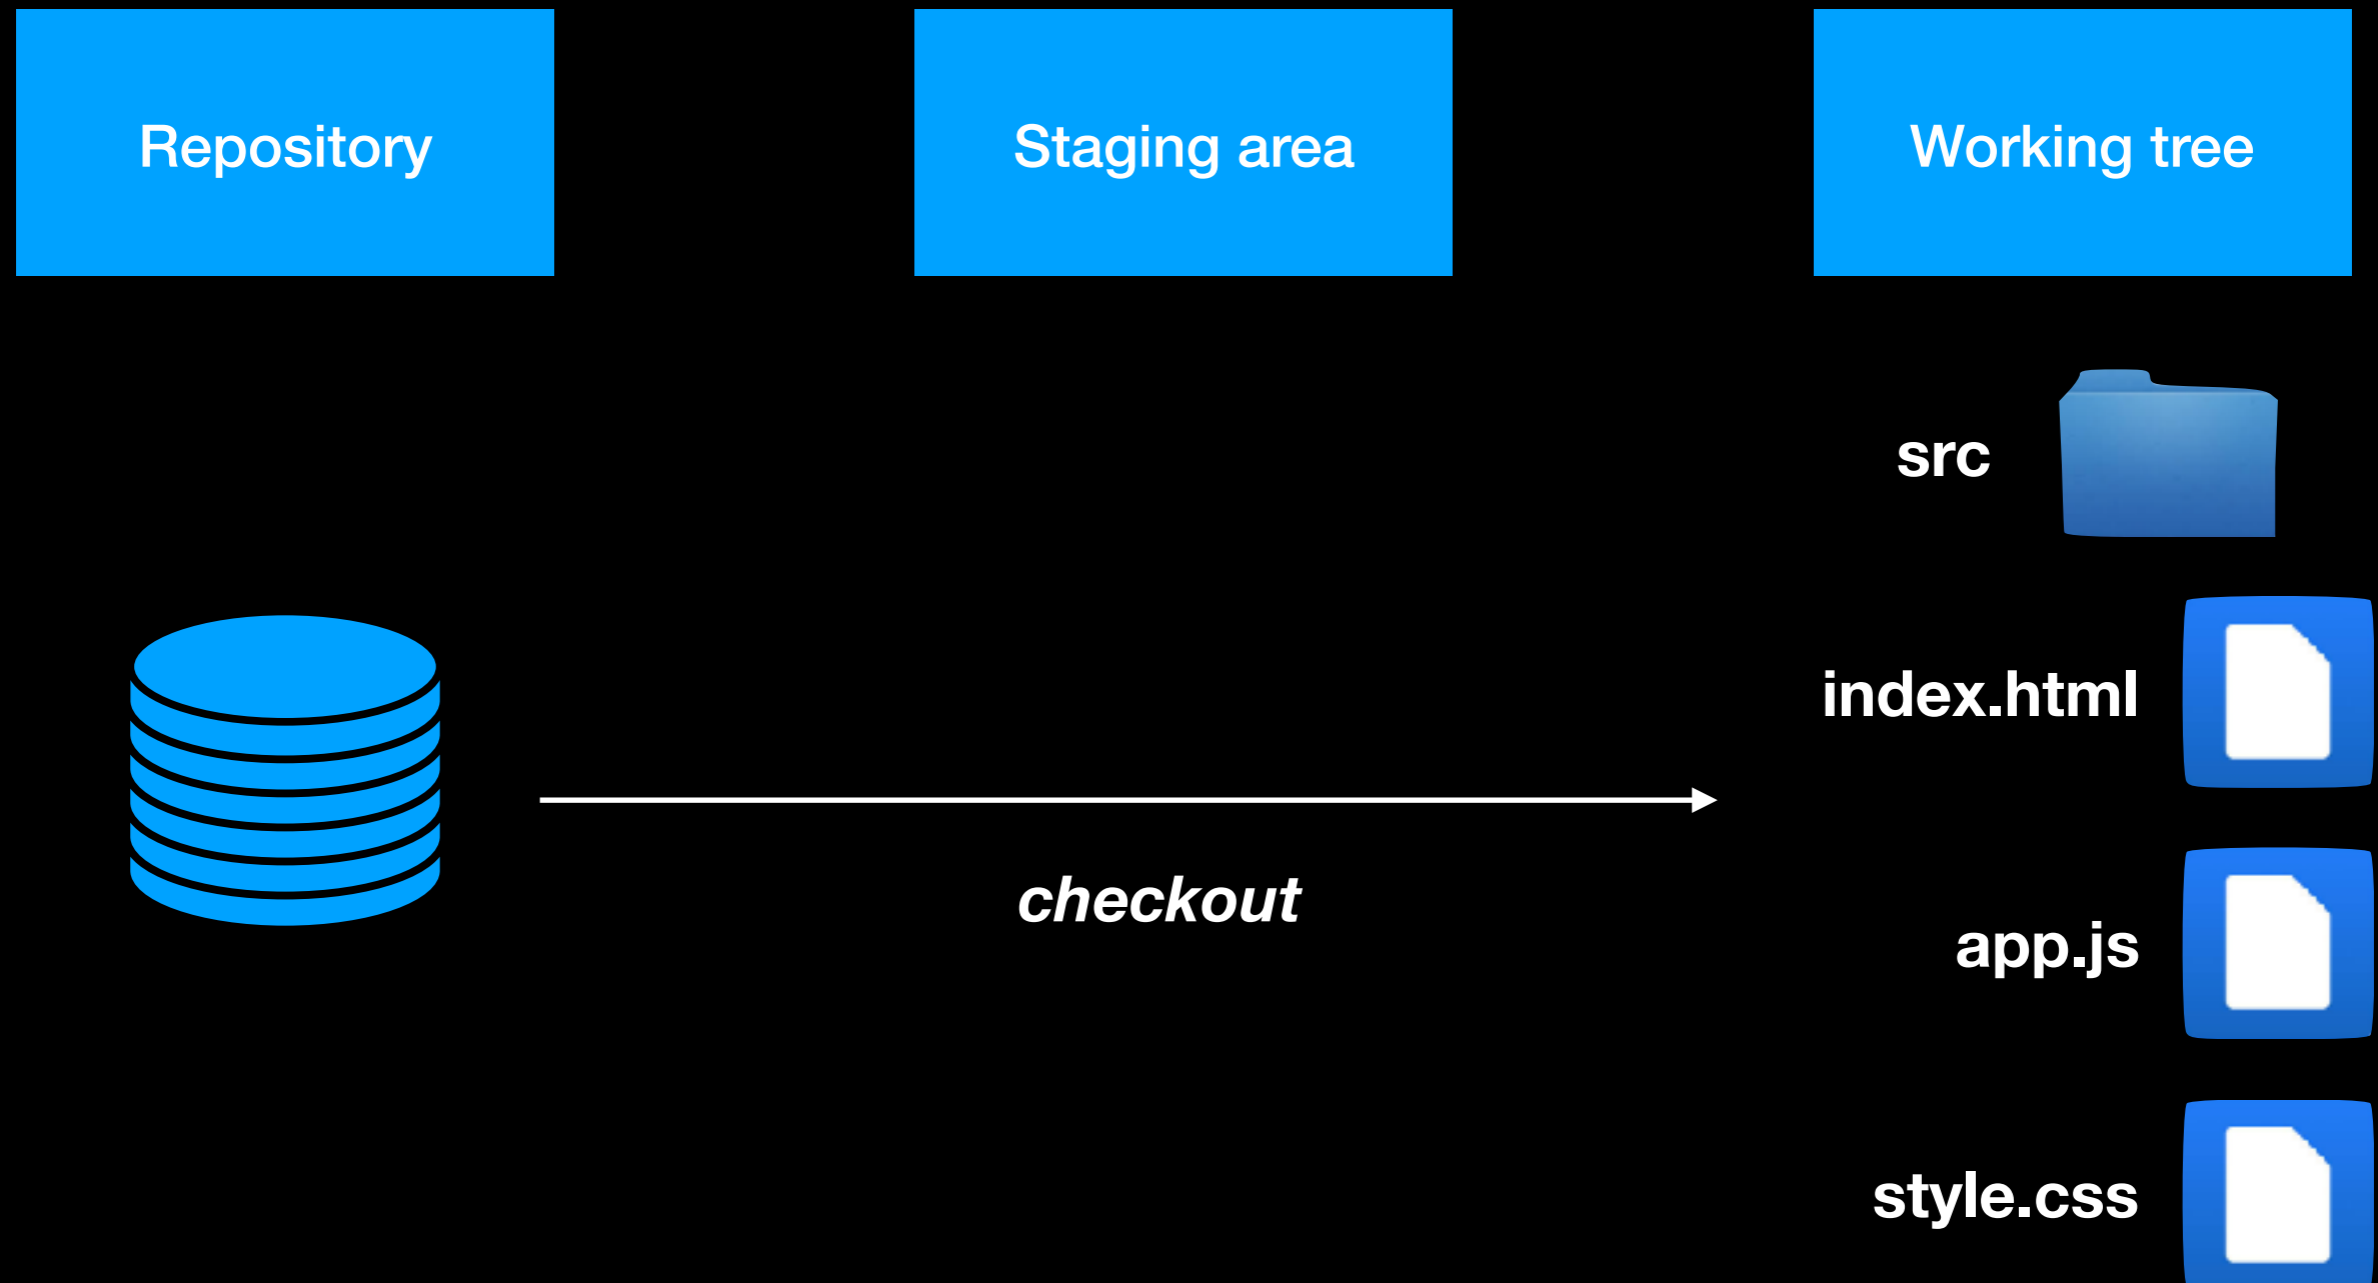 Repository
Staging area
Working tree
src
index.html
checkout
app.js
style.css